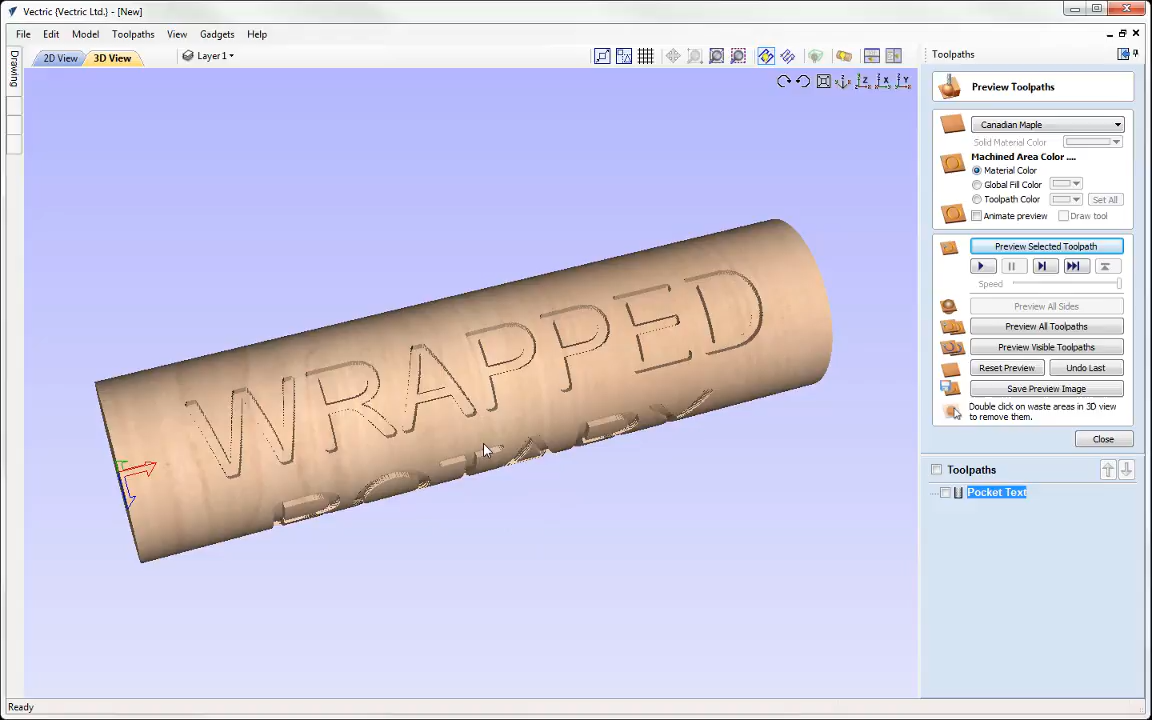 Vectric {Vectric Ltd.} - [New]
File Edit Model Toolpaths View Gadgets Help
2D View 3D View Layer 1
Drawing
Toolpaths
Preview Toolpaths
Canadian Maple
Solid Material Color
Machined Area Color ....
Material Color
Global Fill Color
Toolpath Color Set All
Animate preview Draw tool
Preview Selected Toolpath
Speed
Preview All Sides
Preview All Toolpaths
Preview Visible Toolpaths
Reset Preview Undo Last
Save Preview Image
Double click on waste areas in 3D view
to remove them.
Close
Toolpaths
Pocket Text
WRAPPED
ROTARY
Z X Y
Ready